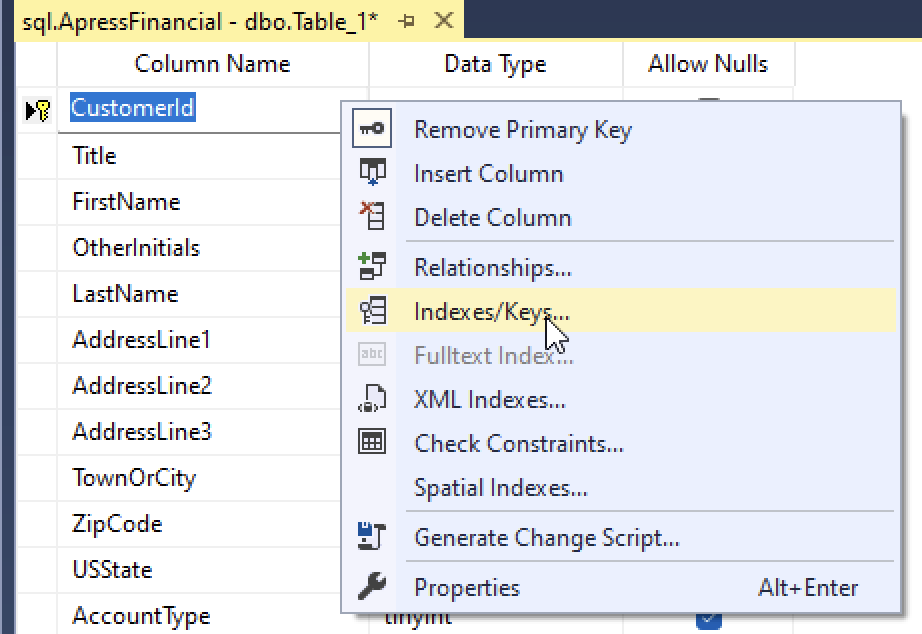 sql.ApressFinancial - dbo.Table_1*
Column Name Data Type Allow Nulls
CustomerId
Remove Primary Key
Title
Insert Column
FirstName
Delete Column
OtherInitials
Relationships...
LastName
Indexes/Keys...
AddressLine1
abc Fulltext Index...
AddressLine2
XML Indexes...
AddressLine3
Check Constraints...
TownOrCity
Spatial Indexes...
ZipCode
Generate Change Script...
USState
Properties Alt+Enter
AccountType tinyint